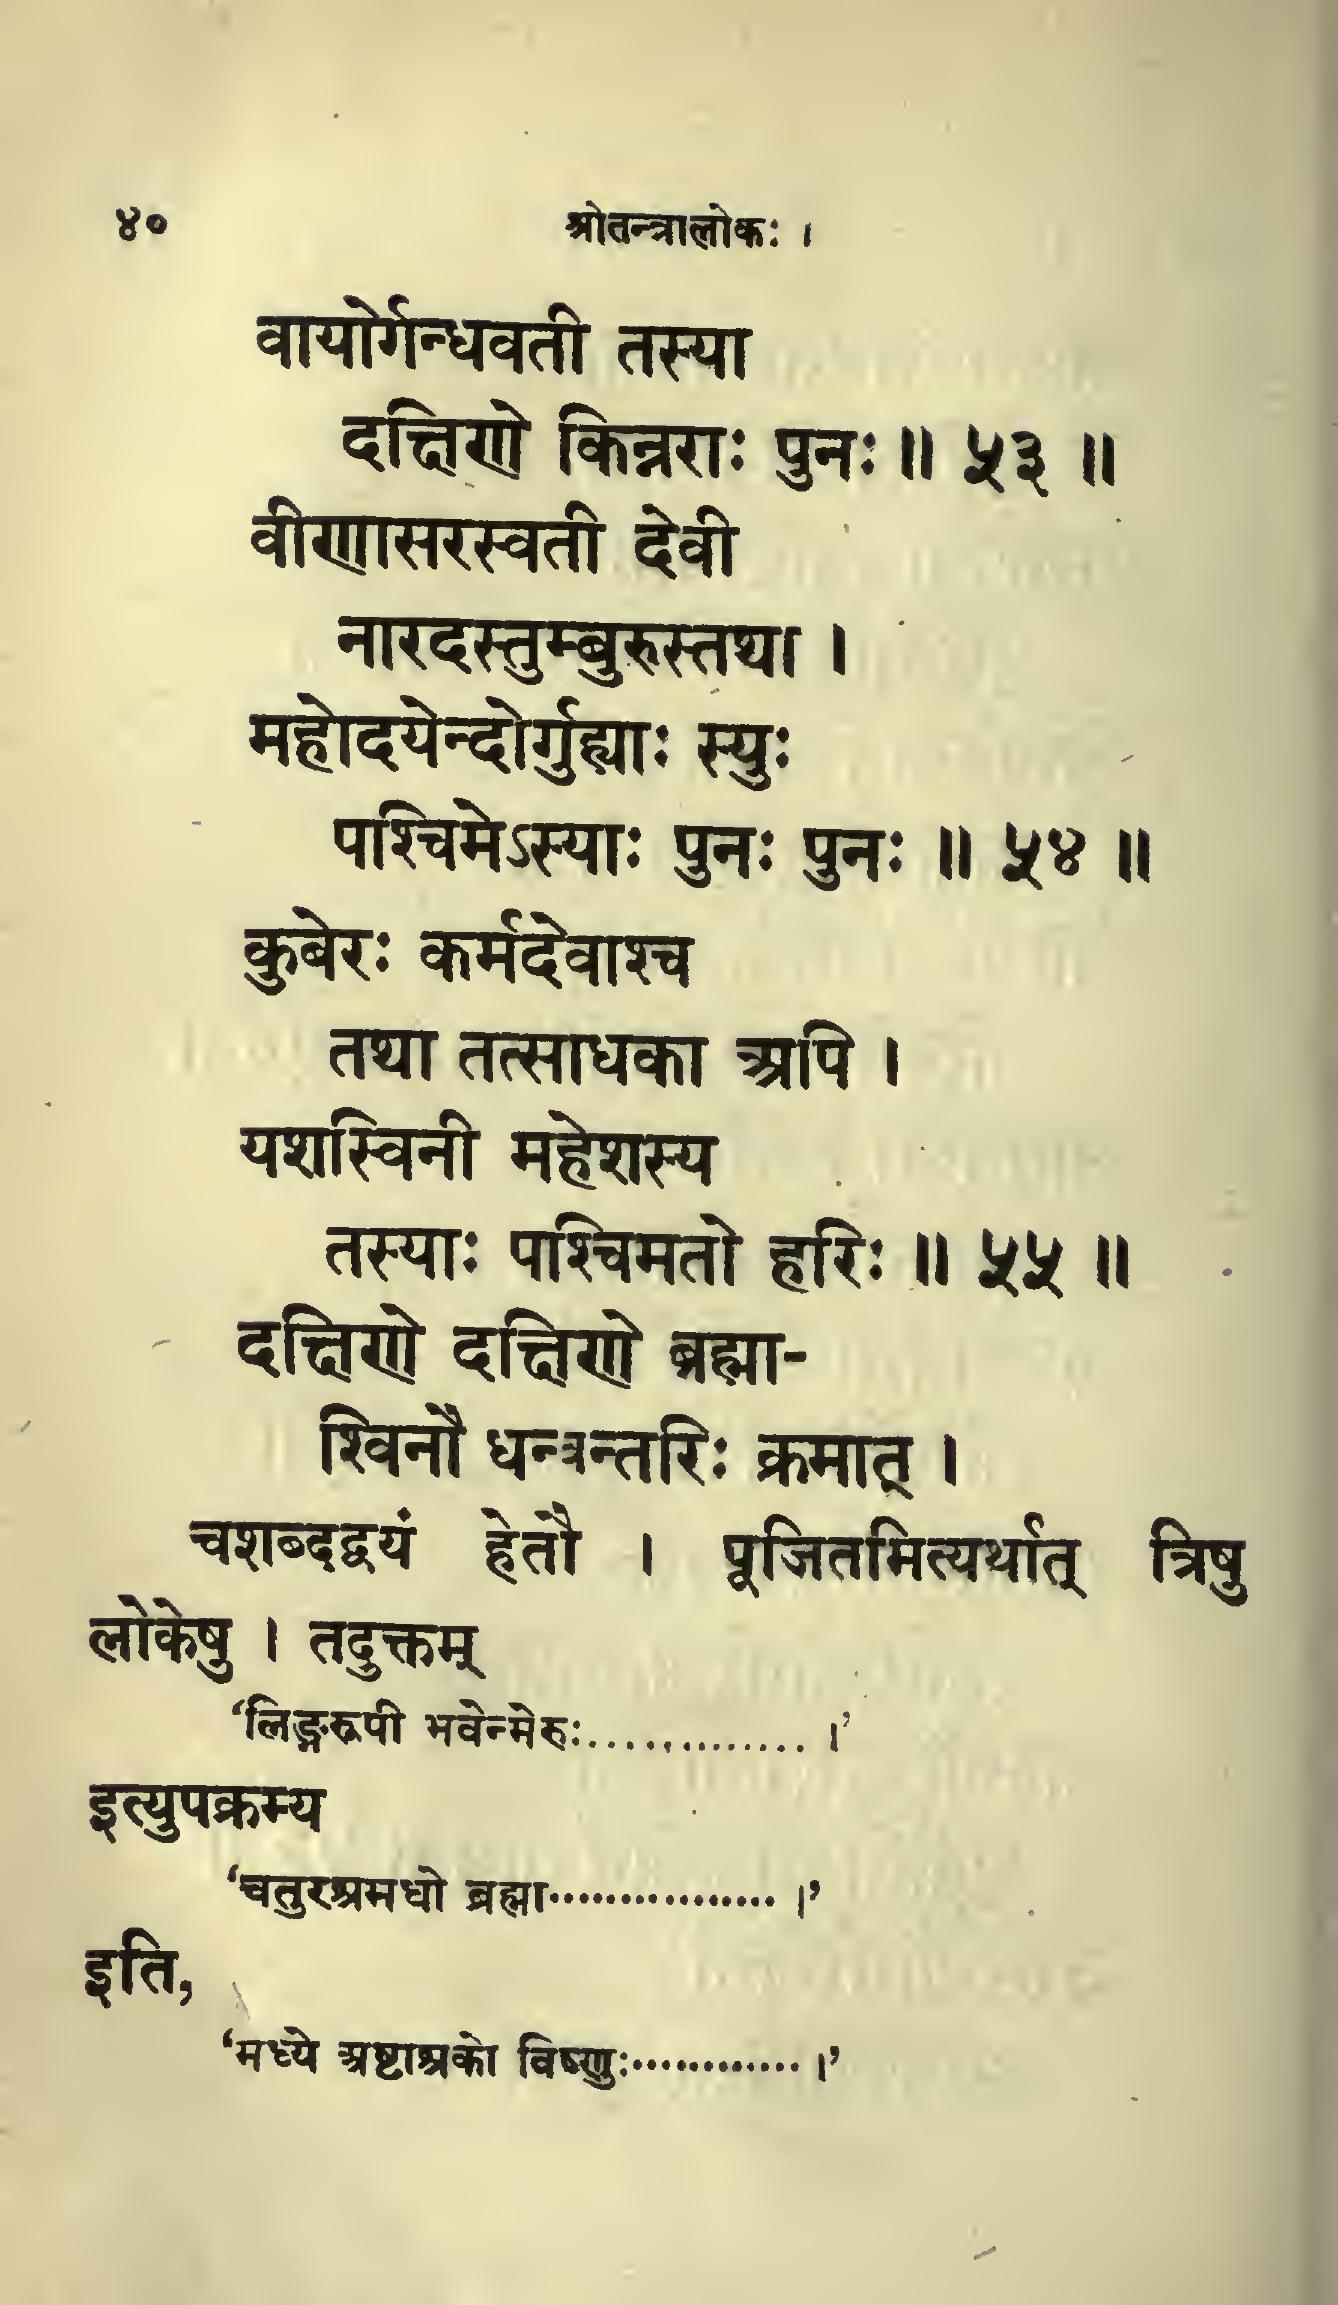 ४० श्रीतन्त्रालोकः ।
वायोर्गन्धवती तस्या
दक्षिणे किन्नराः पुनः ॥ ५३ ॥
वीणासरस्वती देवी
नारदस्तुम्बुरुस्तथा ।
महोदयेन्दोर्गुह्याः स्युः
पश्चिमेऽस्याः पुनः पुनः ॥ ५४ ॥
कुबेरः कर्मदेवाश्च
तथा तत्साधका अपि ।
यशस्विनी महेशस्य
तस्याः पश्चिमतो हरिः ॥ ५५ ॥
दक्षिणे दक्षिणे ब्रह्मा-
श्विनौ धन्वन्तरिः क्रमात् ।
चशब्दद्वयं हेतौ । पूजितमित्यर्थात् त्रिषु
लोकेषु । तदुक्तम्
‘लिङ्गरूपी भवेन्मेरुः.............।’
इत्युपक्रम्य
‘चतुरश्रमधो ब्रह्मा................।’
इति,
‘मध्ये अष्टाश्रको विष्णुः............।’